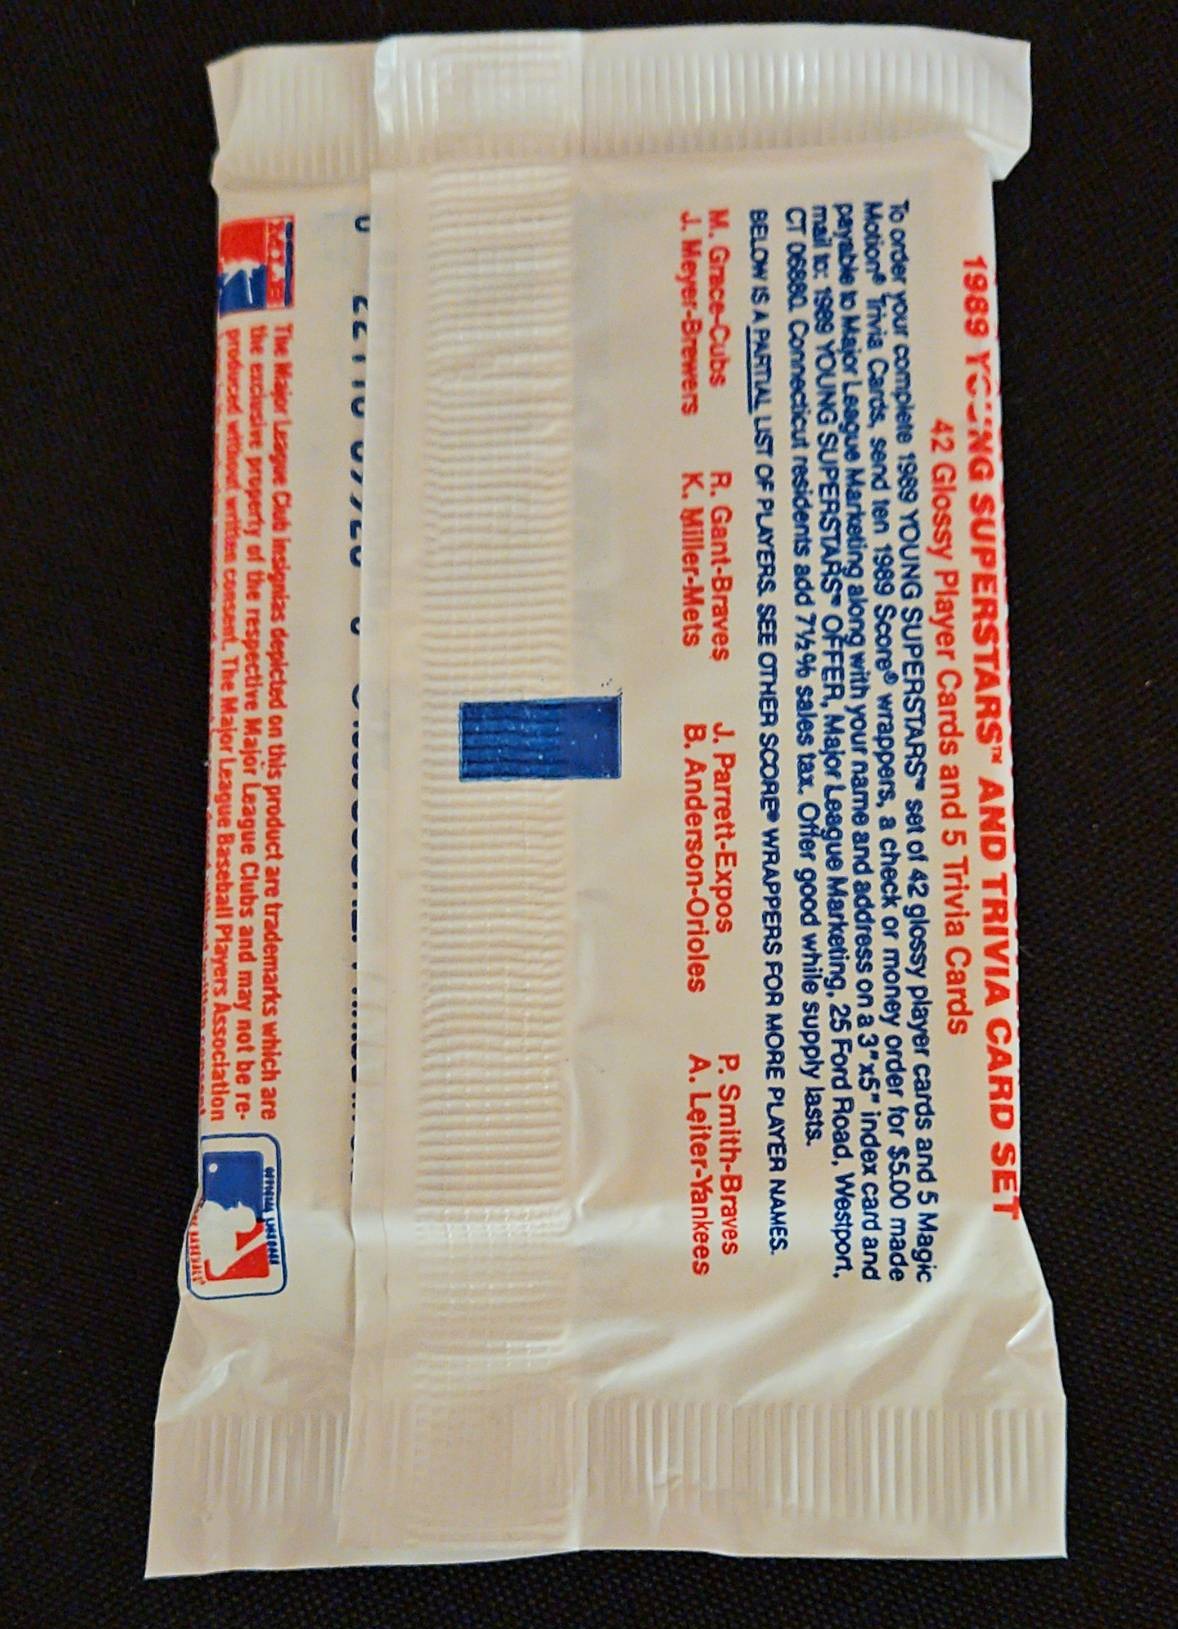 1989 YOUNG SUPERSTARS™ AND TRIVIA CARD SET
42 Glossy Player Cards and 5 Trivia Cards
To order your complete 1989 YOUNG SUPERSTARS™ set of 42 glossy player cards and 5 Magic
Motion® Trivia Cards, send ten 1989 Score® wrappers, a check or money order for $5.00 made
payable to Major League Marketing along with your name and address on a 3"x5" index card and
mail to: 1989 YOUNG SUPERSTARS™ OFFER, Major League Marketing, 25 Ford Road, Westport,
CT 06880. Connecticut residents add 7½% sales tax. Offer good while supply lasts.
BELOW IS A PARTIAL LIST OF PLAYERS. SEE OTHER SCORE® WRAPPERS FOR MORE PLAYER NAMES.
M. Grace-Cubs R. Gant-Braves J. Parrett-Expos P. Smith-Braves
J. Meyer-Brewers K. Miller-Mets B. Anderson-Orioles A. Leiter-Yankees
The Major League Club insignias depicted on this product are trademarks which are
the exclusive property of the respective Major League Clubs and may not be re-
produced without written consent. The Major League Baseball Players Association